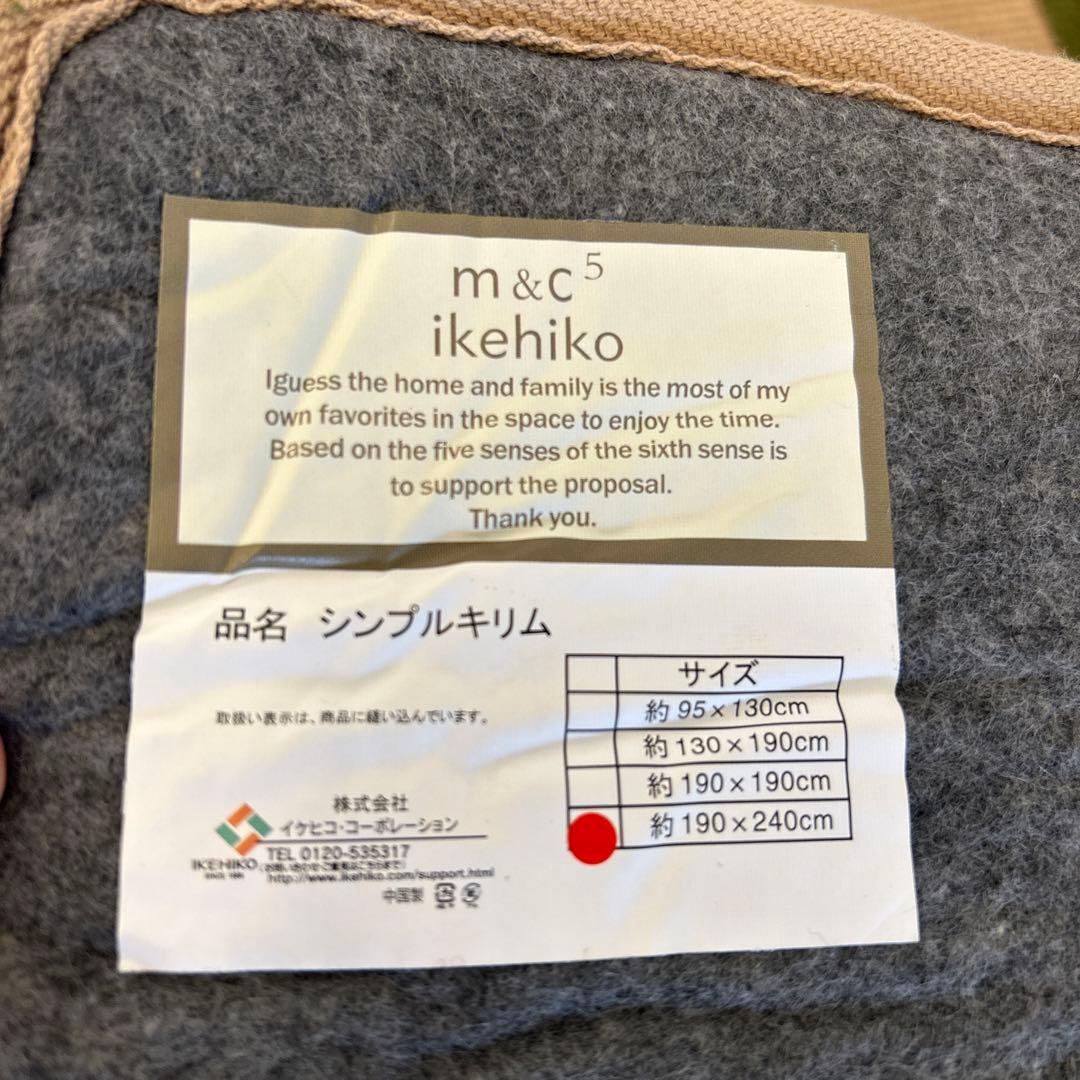 m & c 5
ikehiko
Iguess the home and family is the most of my
own favorites in the space to enjoy the time.
Based on the five senses of the sixth sense is
to support the proposal.
Thank you.
品名 シンプルキリム
サイズ
約 95×130cm
約 130×190cm
約 190×190cm
約 190×240cm
取扱い表示は、商品に縫い込んでいます。
株式会社
イケヒコ・コーポレーション
IKEHIKO
TEL 0120-535317
http://www.ikehiko.com/support.html
中国製